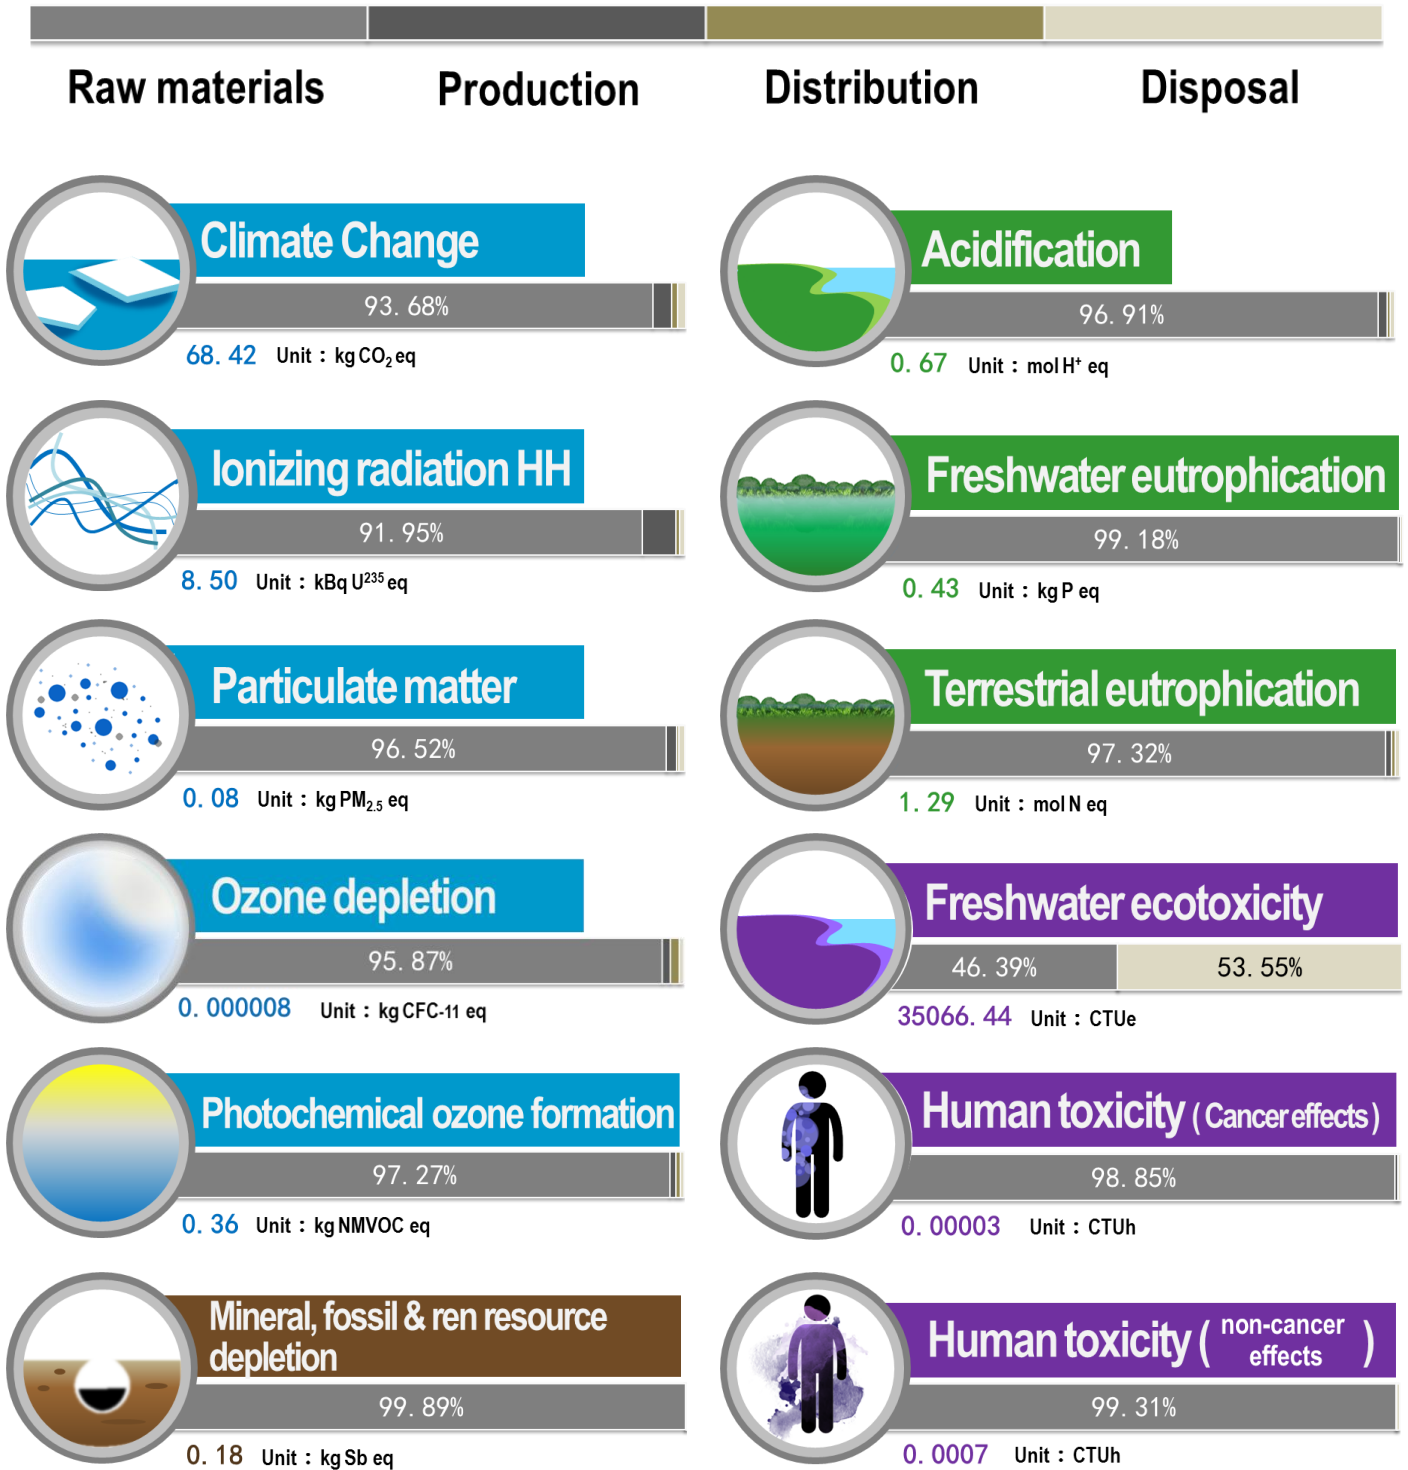 Raw materials
Production
Distribution
Disposal
Climate Change
93.68%
68.42 Unit : kg CO₂ eq
Ionizing radiation HH
91.95%
8.50 Unit : kBq U²³⁵ eq
Particulate matter
96.52%
0.08 Unit : kg PM₂.₅ eq
Ozone depletion
95.87%
0.000008 Unit : kg CFC-11 eq
Photochemical ozone formation
97.27%
0.36 Unit : kg NMVOC eq
Mineral, fossil & ren resource
depletion
99.89%
0.18 Unit : kg Sb eq
Acidification
96.91%
0.67 Unit : mol H⁺ eq
Freshwater eutrophication
99.18%
0.43 Unit : kg P eq
Terrestrial eutrophication
97.32%
1.29 Unit : mol N eq
Freshwater ecotoxicity
46.39%
53.55%
35066.44 Unit : CTUe
Human toxicity ( Cancer effects )
98.85%
0.00003 Unit : CTUh
Human toxicity ( non-cancer
effects )
99.31%
0.0007 Unit : CTUh